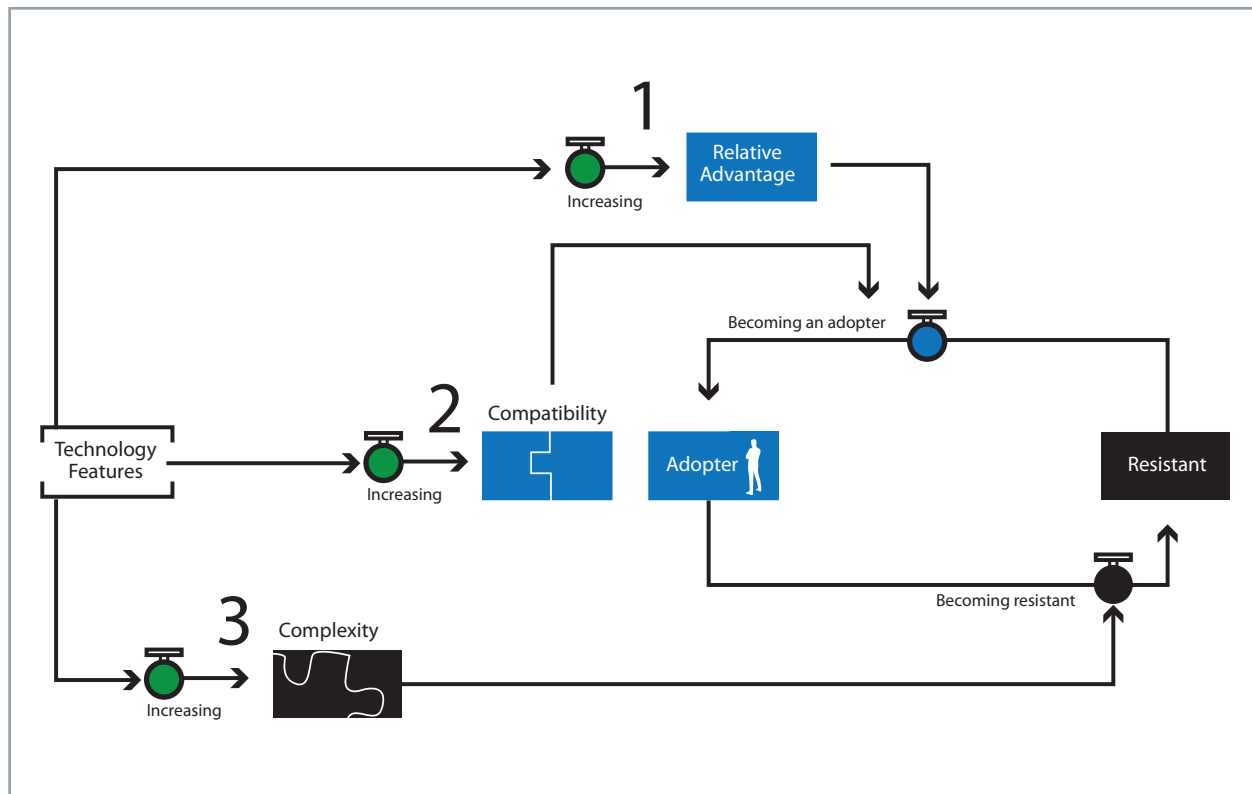 1
Relative
Advantage
Increasing
Becoming an adopter
2
Compatibility
Technology
Features
Increasing
Adopter
Resistant
Becoming resistant
3
Complexity
Increasing